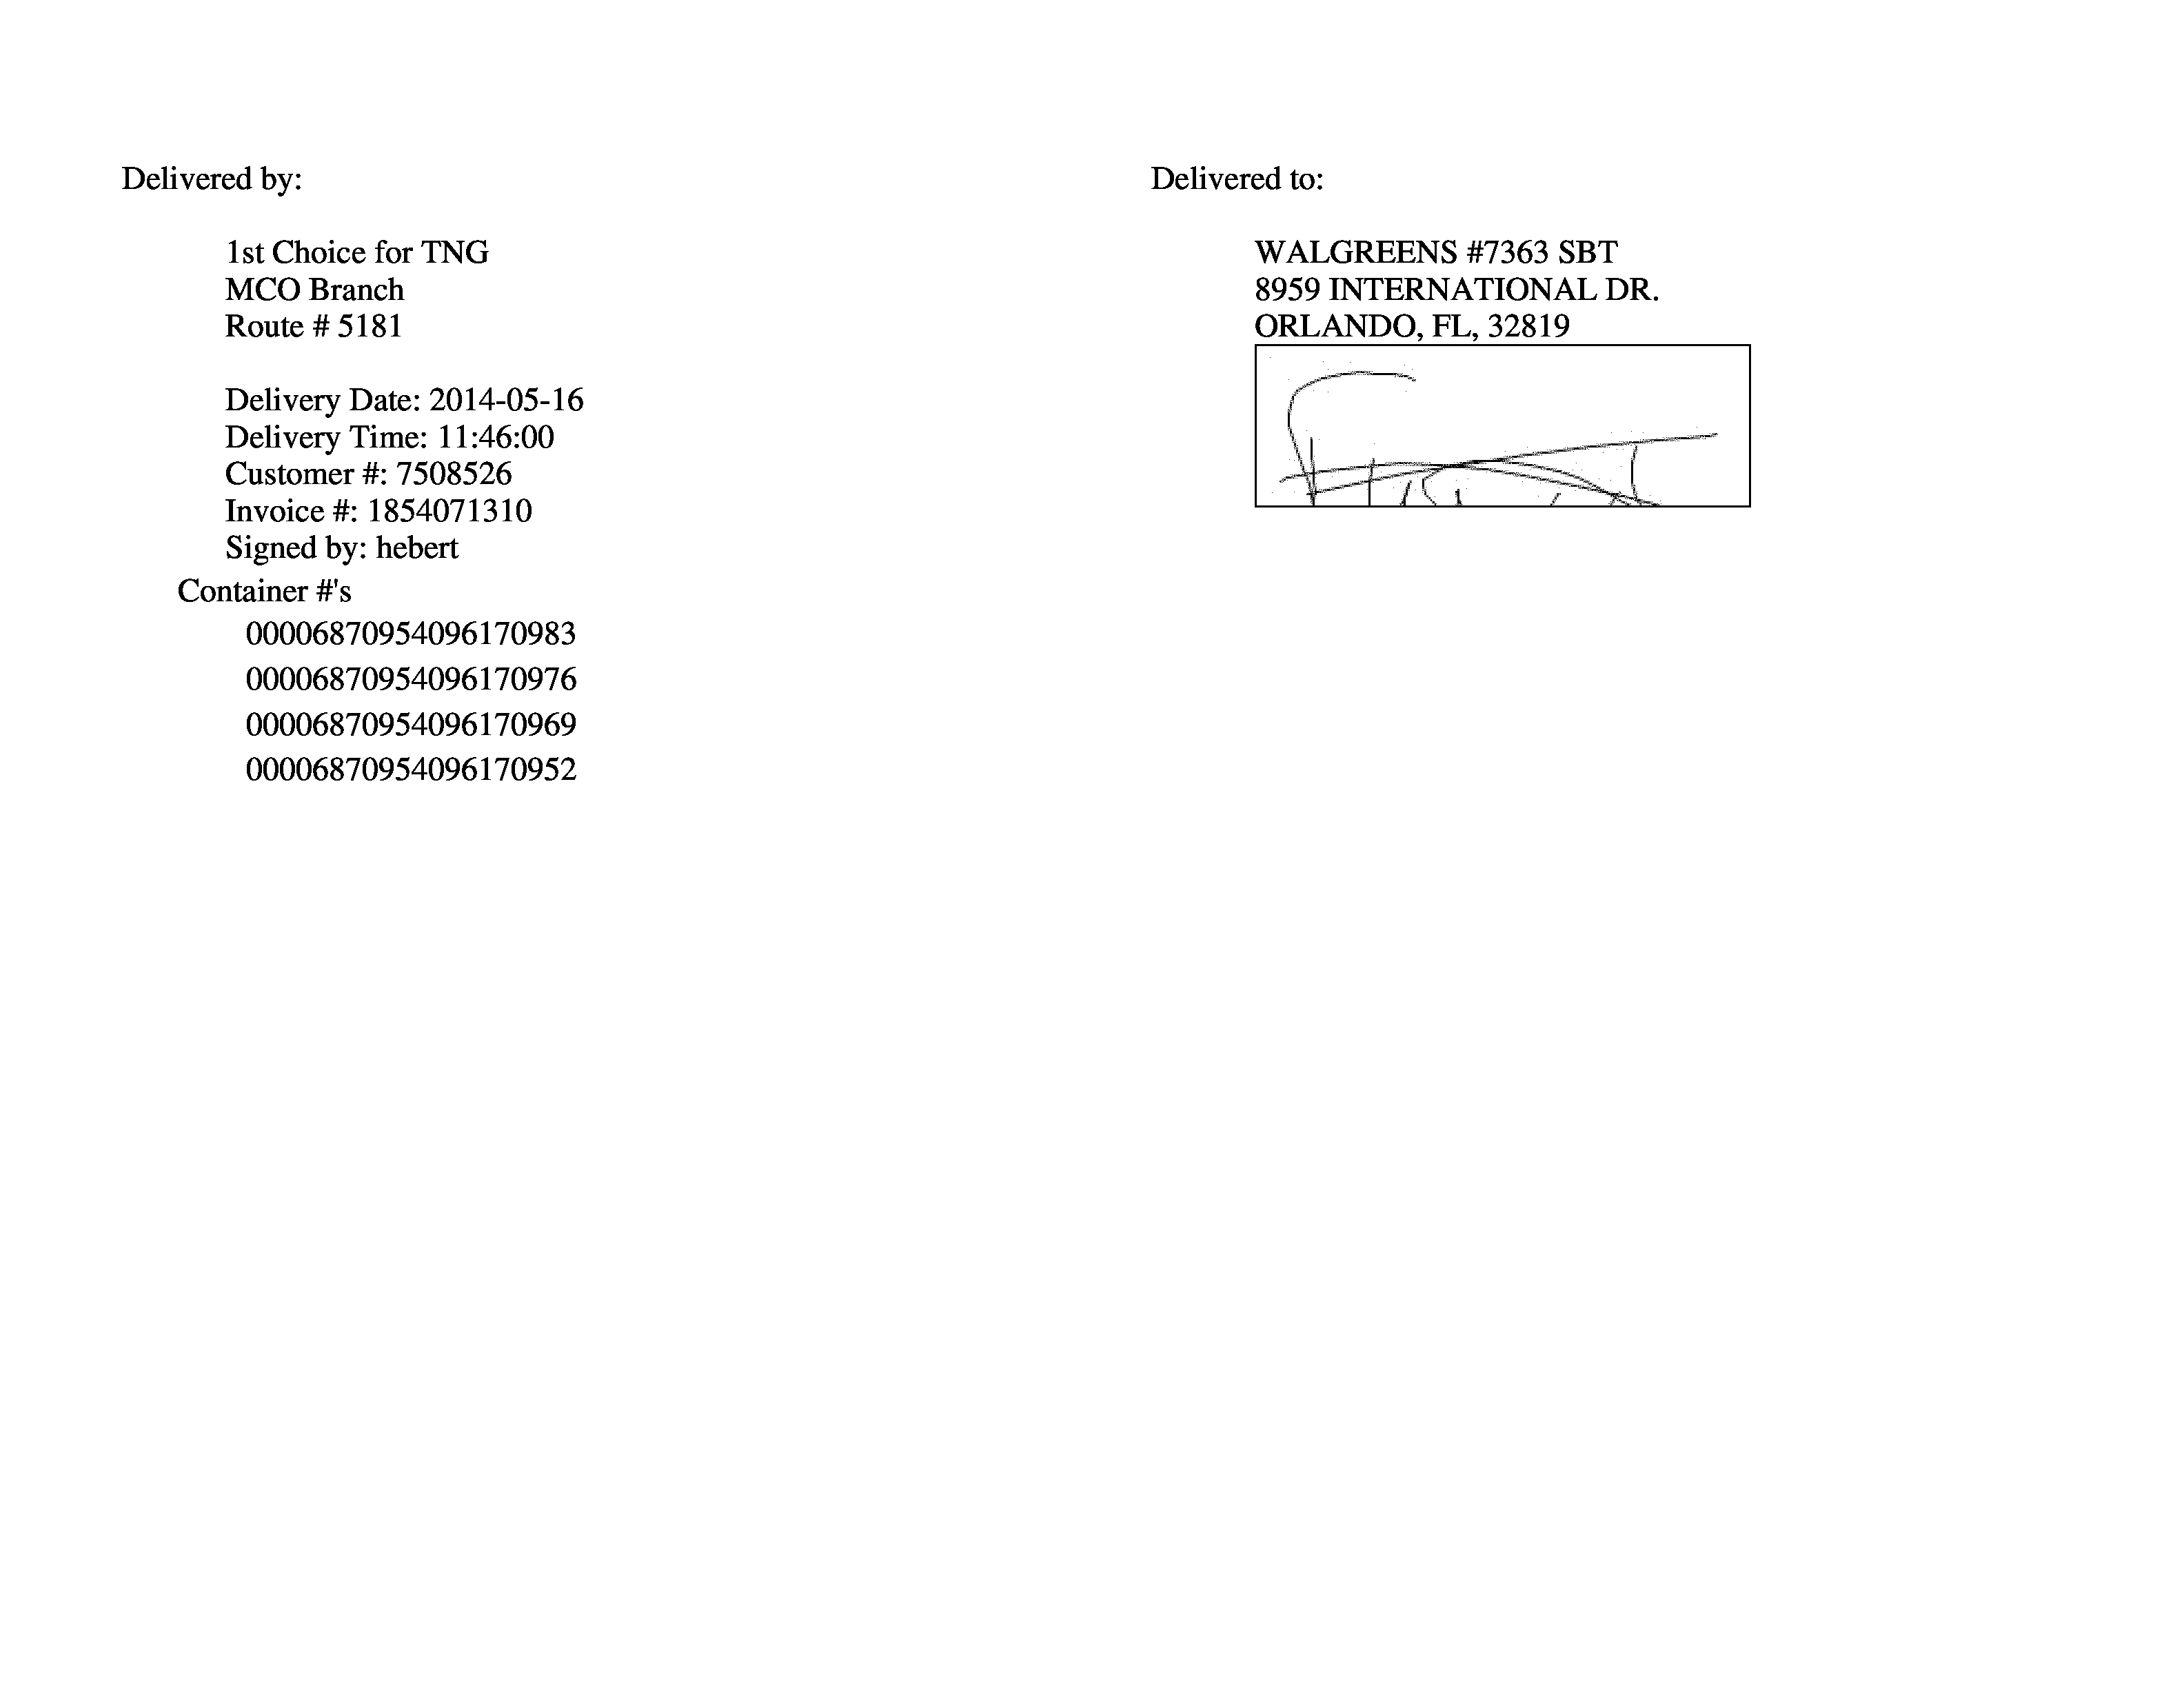 Delivered by:
1st Choice for TNG
MCO Branch
Route # 5181
Delivery Date: 2014-05-16
Delivery Time: 11:46:00
Customer #: 7508526
Invoice #: 1854071310
Signed by: hebert
Container #'s
00006870954096170983
00006870954096170976
00006870954096170969
00006870954096170952
Delivered to:
WALGREENS #7363 SBT
8959 INTERNATIONAL DR.
ORLANDO, FL, 32819